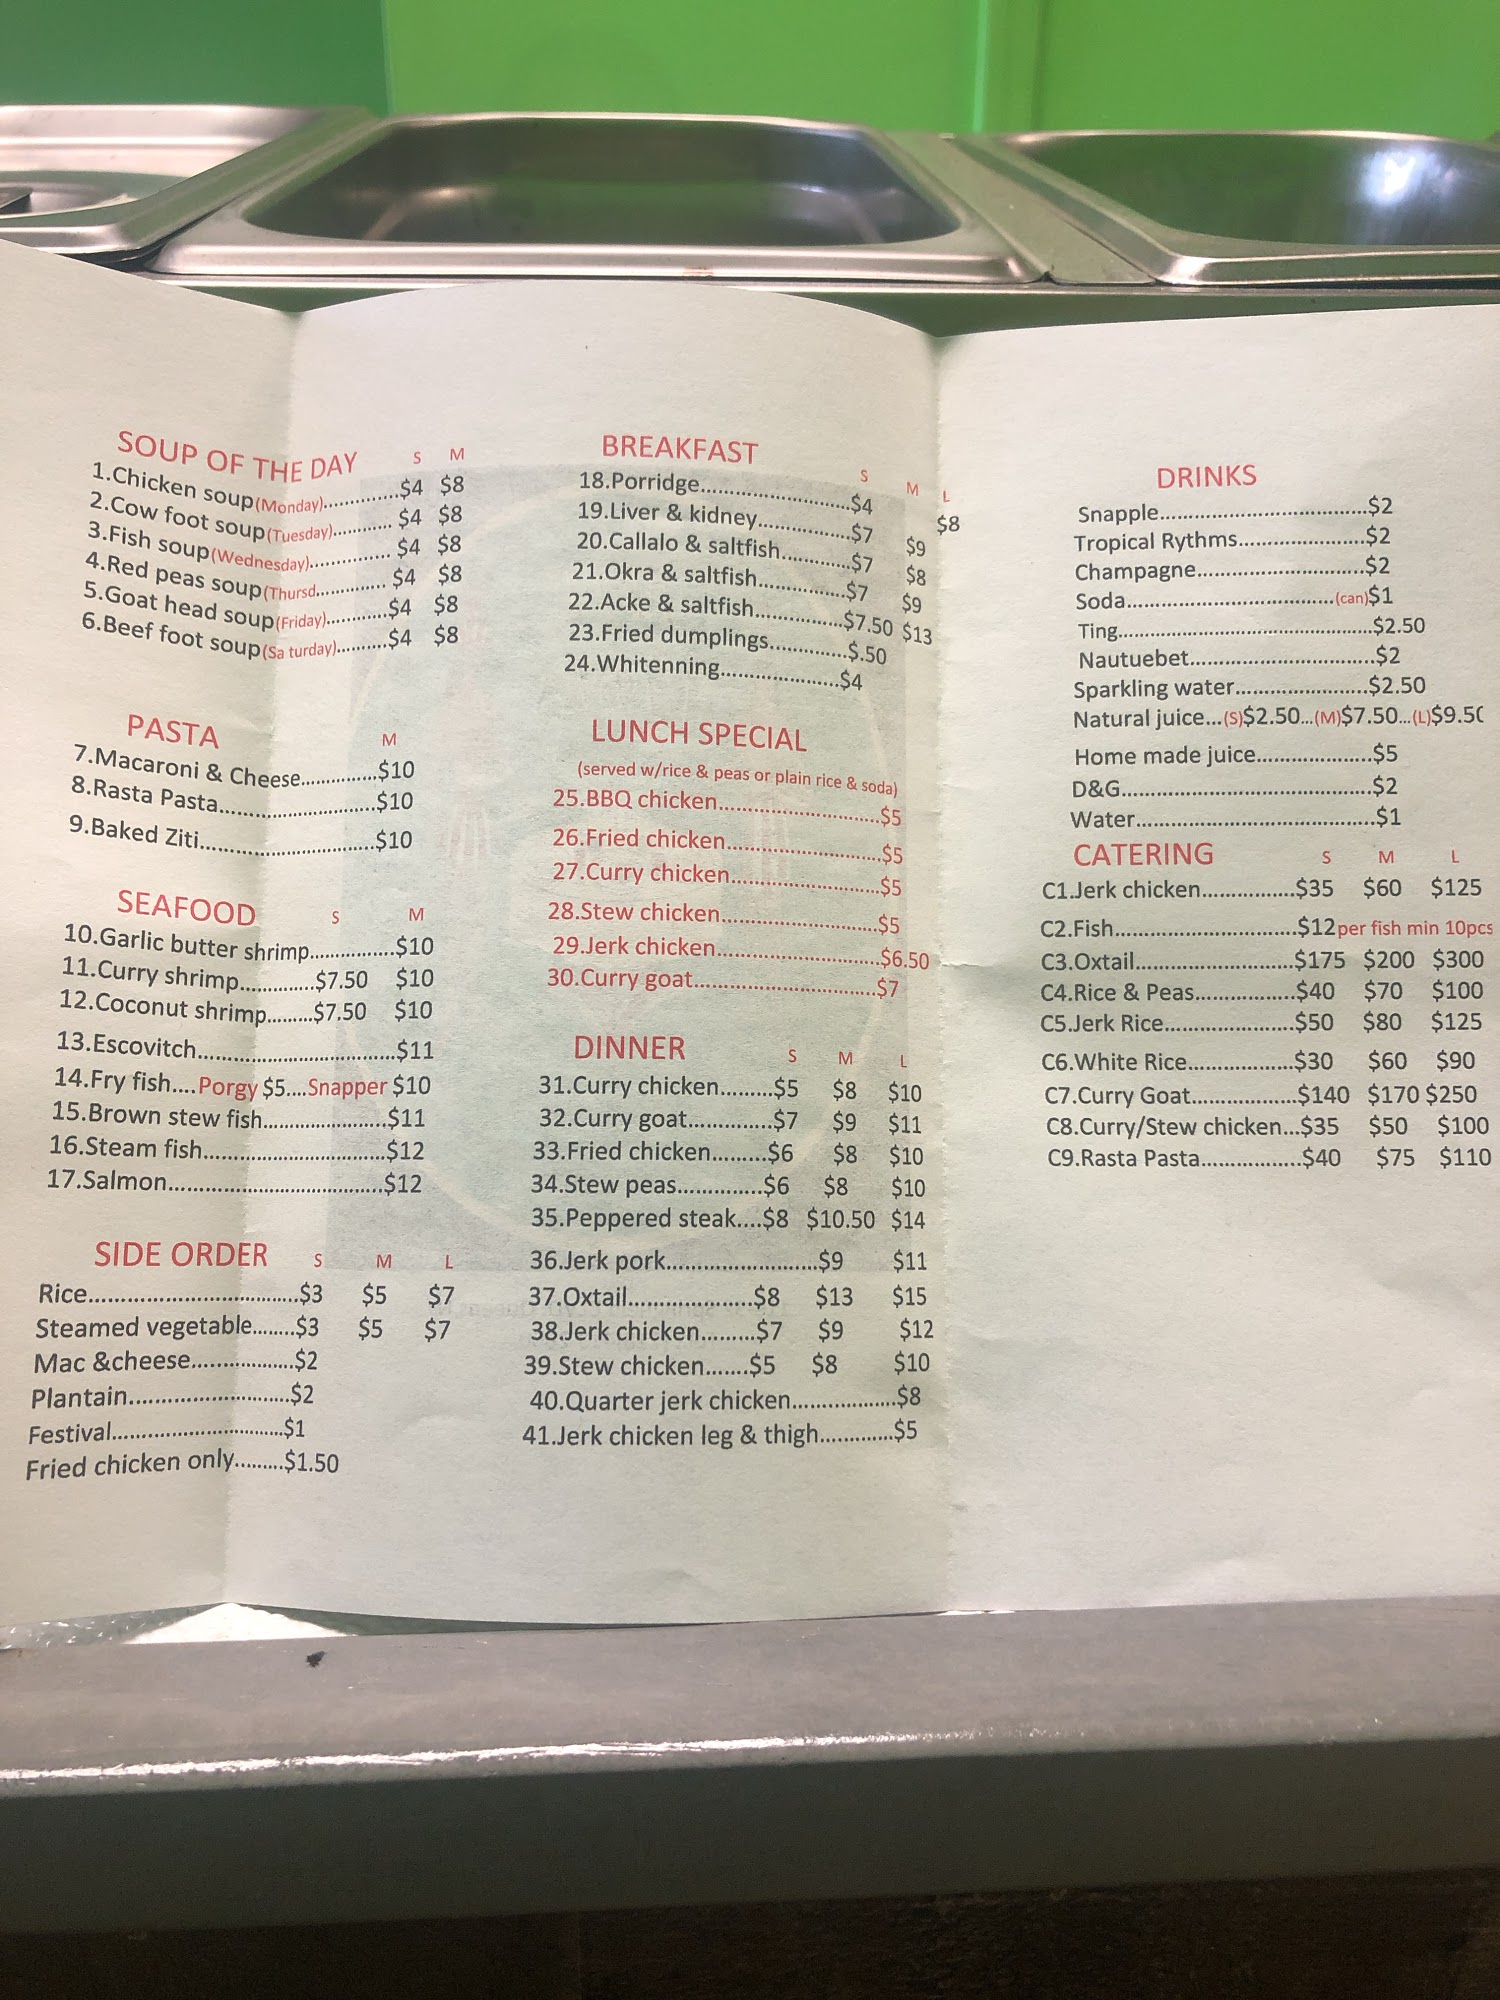 SOUP OF THE DAY S M
1.Chicken soup(Monday)..............$4 $8
2.Cow foot soup(Tuesday)............ $4 $8
3.Fish soup(Wednesday)................ $4 $8
4.Red peas soup(Thursd.............. $4 $8
5.Goat head soup(Friday)............$4 $8
6.Beef foot soup(Sa turday)..........$4 $8
PASTA M
7.Macaroni & Cheese..............$10
8.Rasta Pasta...........................$10
9.Baked Ziti..............................$10
SEAFOOD S M
10.Garlic butter shrimp..............$10
11.Curry shrimp.............$7.50 $10
12.Coconut shrimp.........$7.50 $10
13.Escovitch................................$11
14.Fry fish....Porgy $5....Snapper $10
15.Brown stew fish....................$11
16.Steam fish.............................$12
17.Salmon...................................$12
SIDE ORDER S M L
Rice..................................$3 $5 $7
Steamed vegetable........$3 $5 $7
Mac &cheese..................$2
Plantain..........................$2
Festival............................$1
Fried chicken only.........$1.50
BREAKFAST S M L
18.Porridge........................$4 $8
19.Liver & kidney...............$7 $9
20.Callalo & saltfish...........$7 $8
21.Okra & saltfish..............$7 $9
22.Acke & saltfish..............$7.50 $13
23.Fried dumplings.............$.50
24.Whitenning....................$4
LUNCH SPECIAL
(served w/rice & peas or plain rice & soda)
25.BBQ chicken..........................$5
26.Fried chicken.........................$5
27.Curry chicken........................$5
28.Stew chicken.........................$5
29.Jerk chicken..........................$6.50
30.Curry goat.............................$7
DINNER S M L
31.Curry chicken.........$5 $8 $10
32.Curry goat..............$7 $9 $11
33.Fried chicken.........$6 $8 $10
34.Stew peas..............$6 $8 $10
35.Peppered steak....$8 $10.50 $14
36.Jerk pork........................$9 $11
37.Oxtail....................$8 $13 $15
38.Jerk chicken.........$7 $9 $12
39.Stew chicken.......$5 $8 $10
40.Quarter jerk chicken.................$8
41.Jerk chicken leg & thigh............$5
DRINKS
Snapple.................................$2
Tropical Rythms....................$2
Champagne...........................$2
Soda.................................(can)$1
Ting.........................................$2.50
Nautuebet..............................$2
Sparkling water.....................$2.50
Natural juice...(S)$2.50...(M)$7.50...(L)$9.50
Home made juice...................$5
D&G........................................$2
Water......................................$1
CATERING S M L
C1.Jerk chicken...............$35 $60 $125
C2.Fish.............................$12per fish min 10pcs
C3.Oxtail.........................$175 $200 $300
C4.Rice & Peas................$40 $70 $100
C5.Jerk Rice.....................$50 $80 $125
C6.White Rice.................$30 $60 $90
C7.Curry Goat.................$140 $170 $250
C8.Curry/Stew chicken...$35 $50 $100
C9.Rasta Pasta.................$40 $75 $110